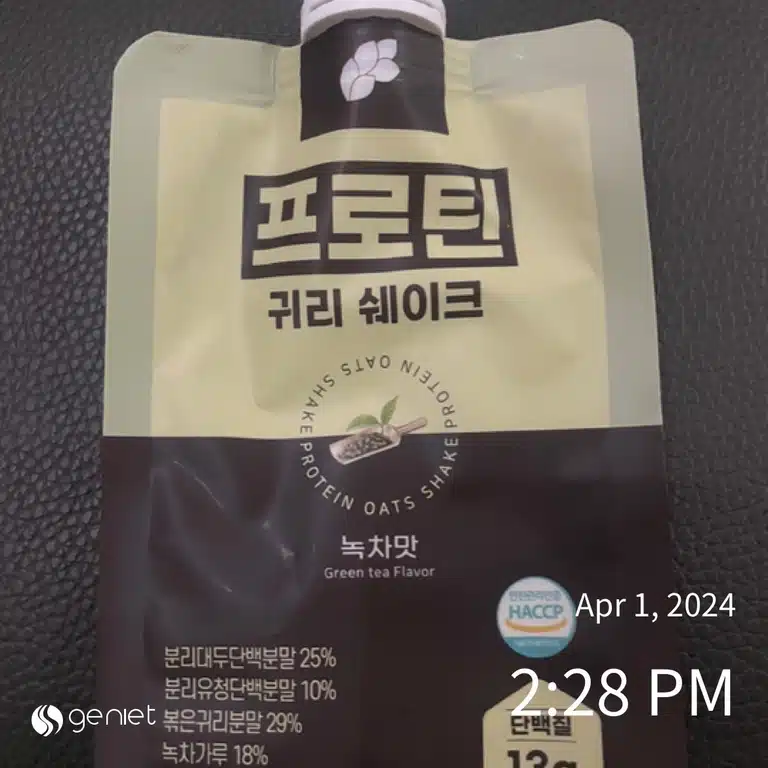 프로틴
귀리 쉐이크
PROTEIN OATS SHAKE PROTEIN OATS SHAKE
녹차맛
Green tea Flavor
HACCP
Apr 1, 2024
분리대두단백분말 25%
분리유청단백분말 10%
볶은귀리분말 29%
녹차가루 18%
2:28 PM
geniet
단백질
13g